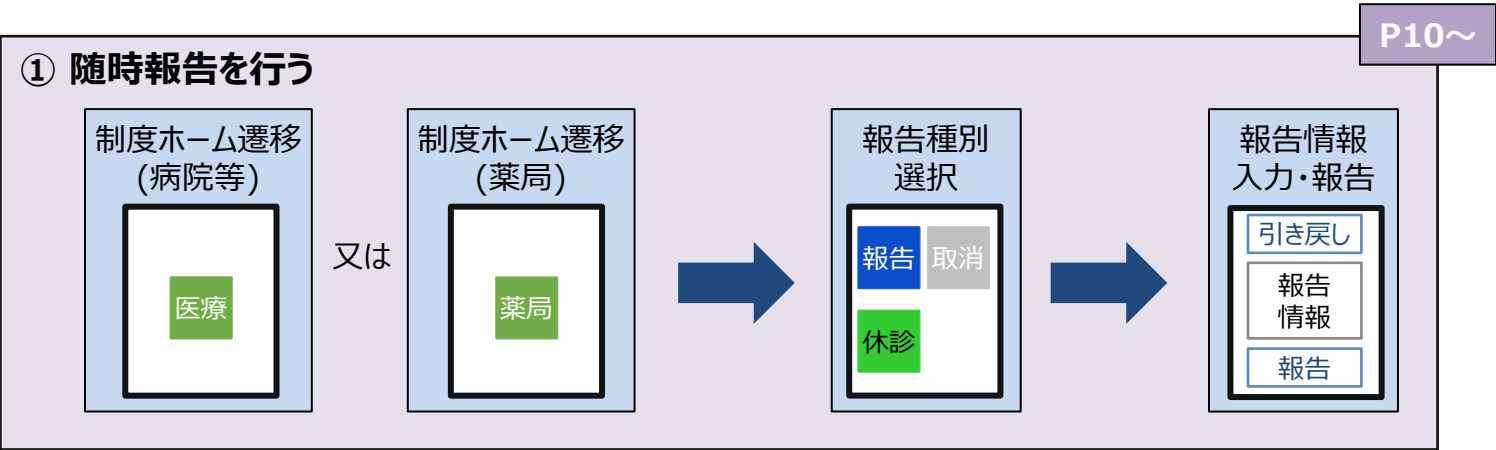 P10～
① 随時報告を行う
制度ホーム遷移
(病院等)
医療
又は
制度ホーム遷移
(薬局)
薬局
報告種別
選択
報告 取消
休診
報告情報
入力・報告
引き戻し
報告
情報
報告